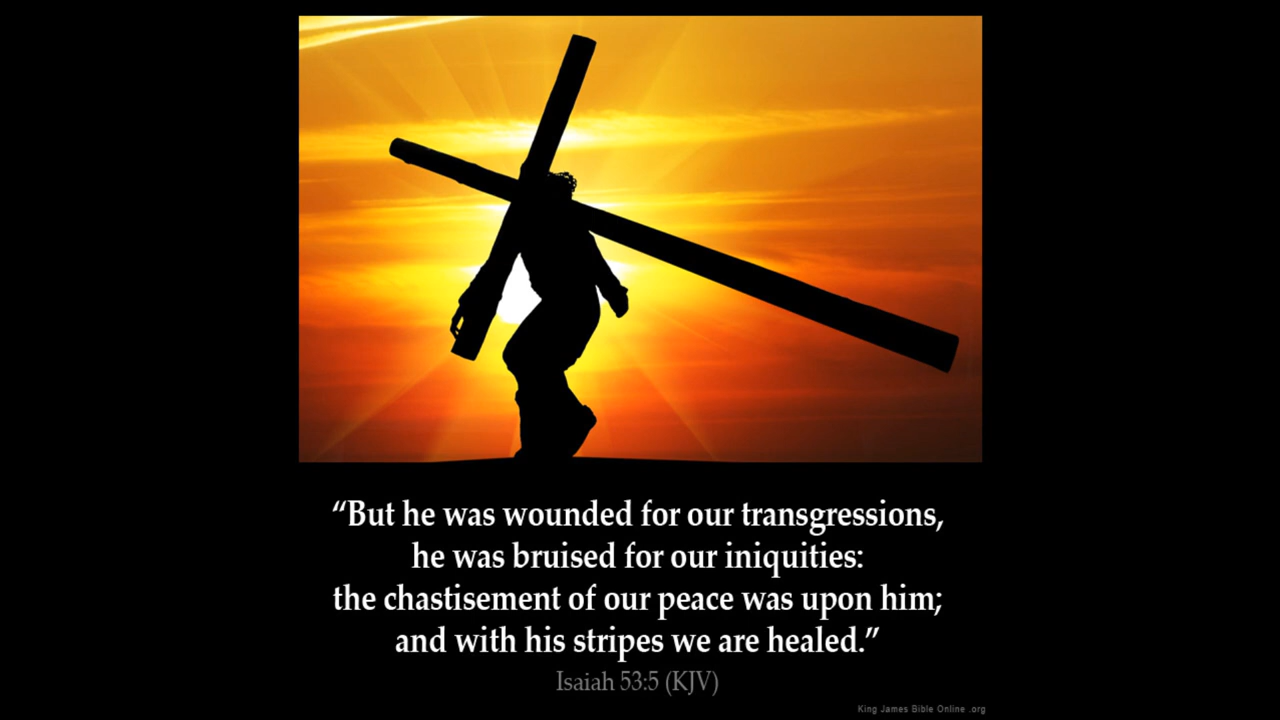 “But he was wounded for our transgressions,
he was bruised for our iniquities:
the chastisement of our peace was upon him;
and with his stripes we are healed.”
Isaiah 53:5 (KJV)
King James Bible Online .org